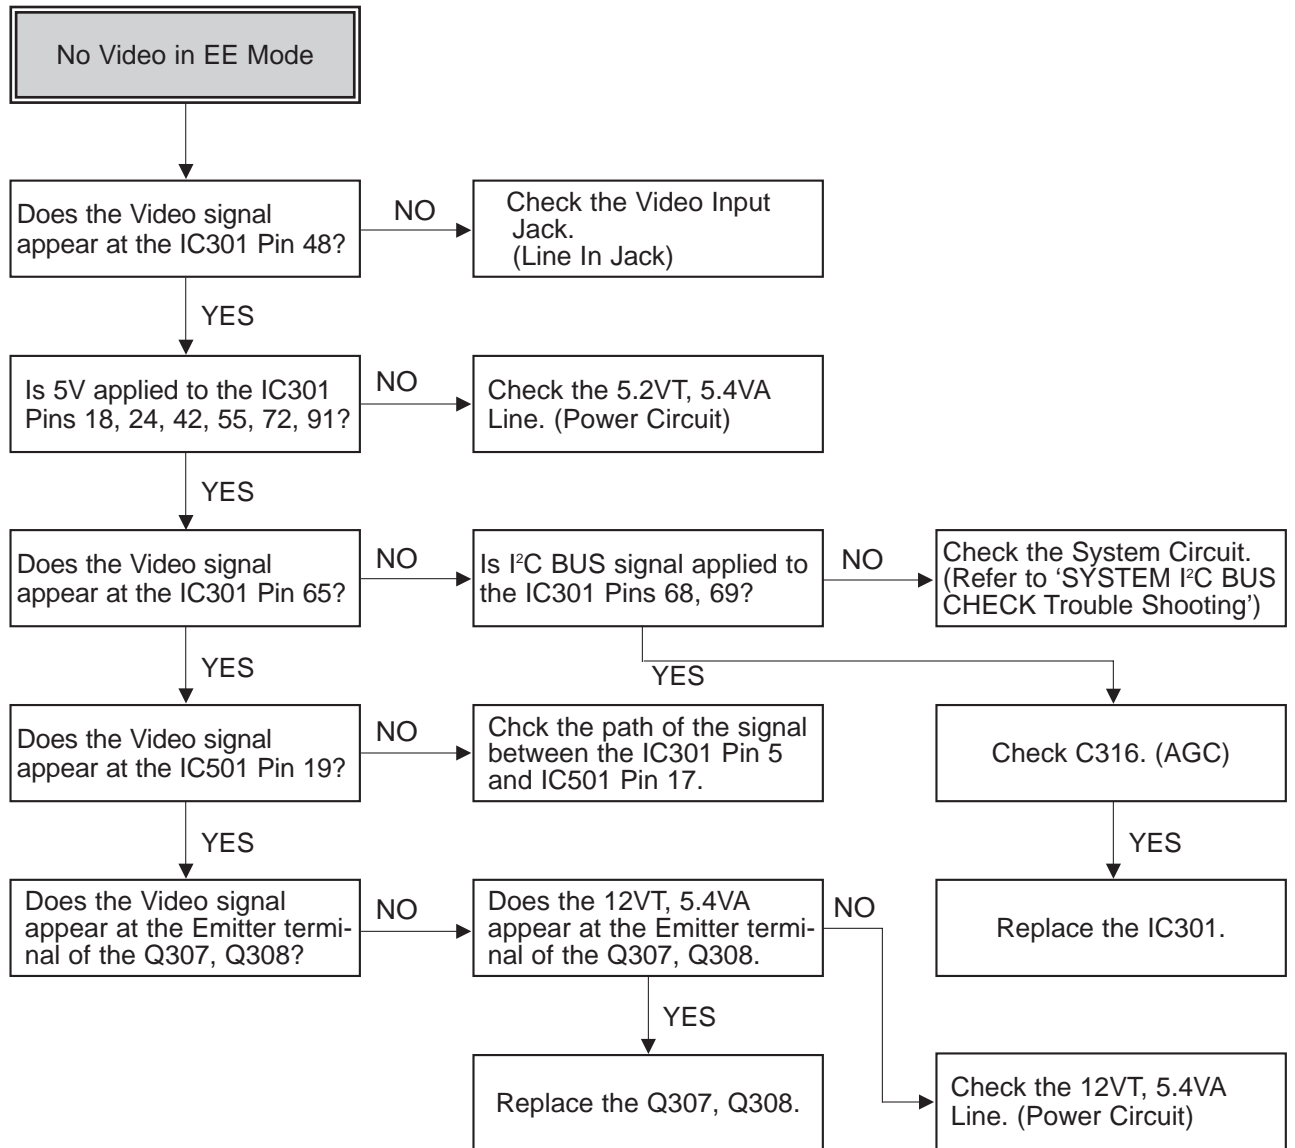 No Video in EE Mode
Does the Video signal
appear at the IC301 Pin 48?
NO
Check the Video Input
Jack.
(Line In Jack)
YES
Is 5V applied to the IC301
Pins 18, 24, 42, 55, 72, 91?
NO
Check the 5.2VT, 5.4VA
Line. (Power Circuit)
YES
Does the Video signal
appear at the IC301 Pin 65?
NO
Is I²C BUS signal applied to
the IC301 Pins 68, 69?
NO
Check the System Circuit.
(Refer to ‘SYSTEM I²C BUS
CHECK Trouble Shooting’)
YES
YES
Does the Video signal
appear at the IC501 Pin 19?
NO
Chck the path of the signal
between the IC301 Pin 5
and IC501 Pin 17.
Check C316. (AGC)
YES
YES
Does the Video signal
appear at the Emitter termi-
nal of the Q307, Q308?
NO
Does the 12VT, 5.4VA
appear at the Emitter termi-
nal of the Q307, Q308.
NO
Replace the IC301.
YES
Replace the Q307, Q308.
Check the 12VT, 5.4VA
Line. (Power Circuit)